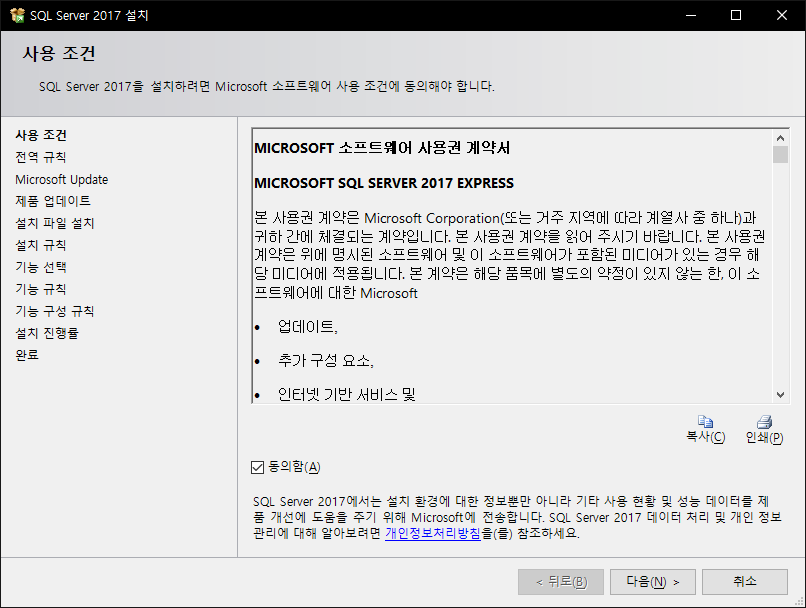 SQL Server 2017 설치
사용 조건
SQL Server 2017을 설치하려면 Microsoft 소프트웨어 사용 조건에 동의해야 합니다.
사용 조건
전역 규칙
Microsoft Update
제품 업데이트
설치 파일 설치
설치 규칙
기능 선택
기능 규칙
기능 구성 규칙
설치 진행률
완료
MICROSOFT 소프트웨어 사용권 계약서
MICROSOFT SQL SERVER 2017 EXPRESS
본 사용권 계약은 Microsoft Corporation(또는 거주 지역에 따라 계열사 중 하나)과
귀하 간에 체결되는 계약입니다. 본 사용권 계약을 읽어 주시기 바랍니다. 본 사용권
계약은 위에 명시된 소프트웨어 및 이 소프트웨어가 포함된 미디어가 있는 경우 해
당 미디어에 적용됩니다. 본 계약은 해당 품목에 별도의 약정이 있지 않는 한, 이 소
프트웨어에 대한 Microsoft
• 업데이트,
• 추가 구성 요소,
• 인터넷 기반 서비스 및
복사(C)
인쇄(P)
동의함(A)
SQL Server 2017에서는 설치 환경에 대한 정보뿐만 아니라 기타 사용 현황 및 성능 데이터를 제
품 개선에 도움을 주기 위해 Microsoft에 전송합니다. SQL Server 2017 데이터 처리 및 개인 정보
관리에 대해 알아보려면 개인정보처리방침을(를) 참조하세요.
< 뒤로(B)
다음(N) >
취소